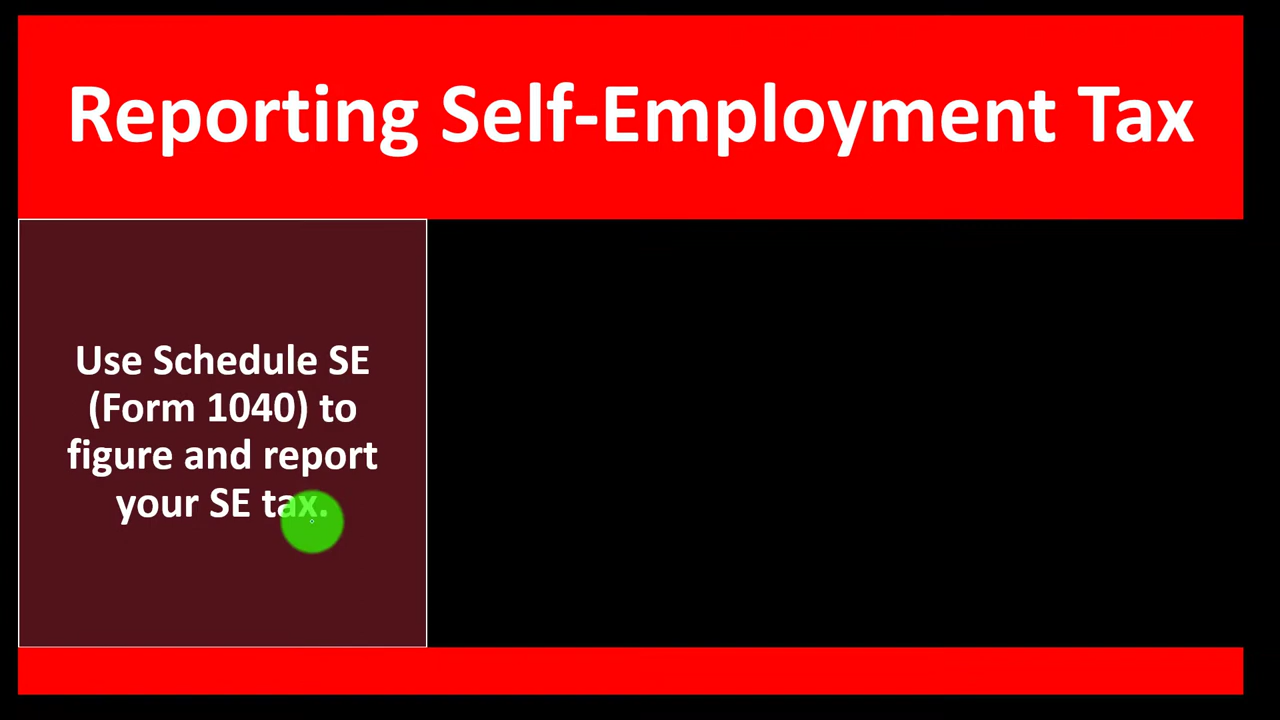 Reporting Self-Employment Tax
Use Schedule SE
(Form 1040) to
figure and report
your SE tax.